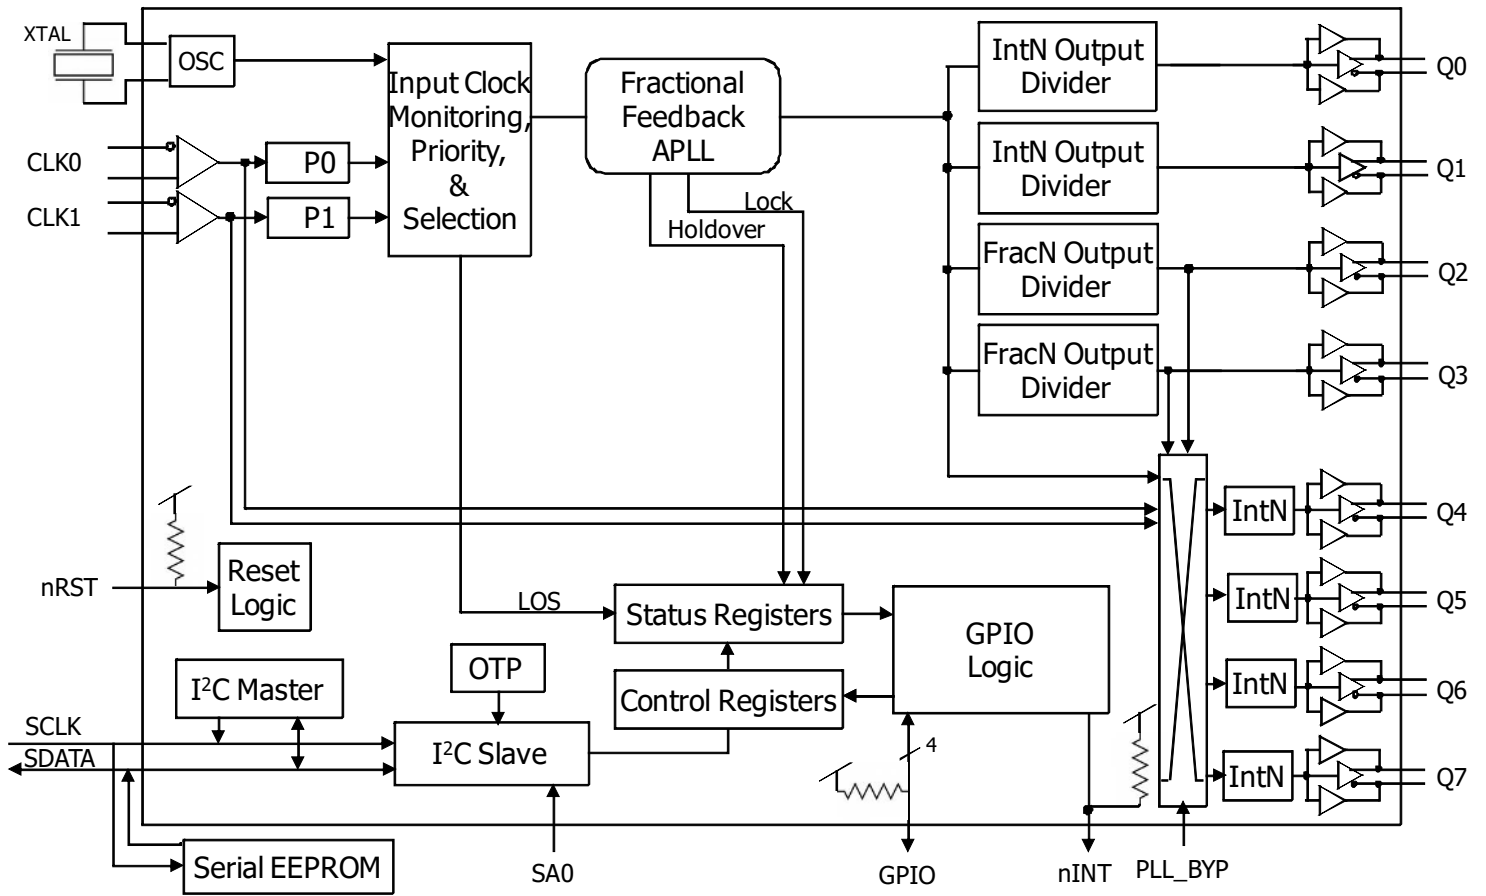 XTAL
OSC
Input Clock
Monitoring,
Priority,
&
Selection
Fractional
Feedback
APLL
IntN Output
Divider
Q0
CLK0
P0
IntN Output
Divider
Q1
CLK1
P1
Lock
Holdover
FracN Output
Divider
Q2
FracN Output
Divider
Q3
IntN
Q4
nRST
Reset
Logic
LOS
Status Registers
GPIO
Logic
IntN
Q5
I²C Master
OTP
Control Registers
IntN
Q6
SCLK
SDATA
I²C Slave
4
IntN
Q7
Serial EEPROM
SA0
GPIO
nINT
PLL_BYP